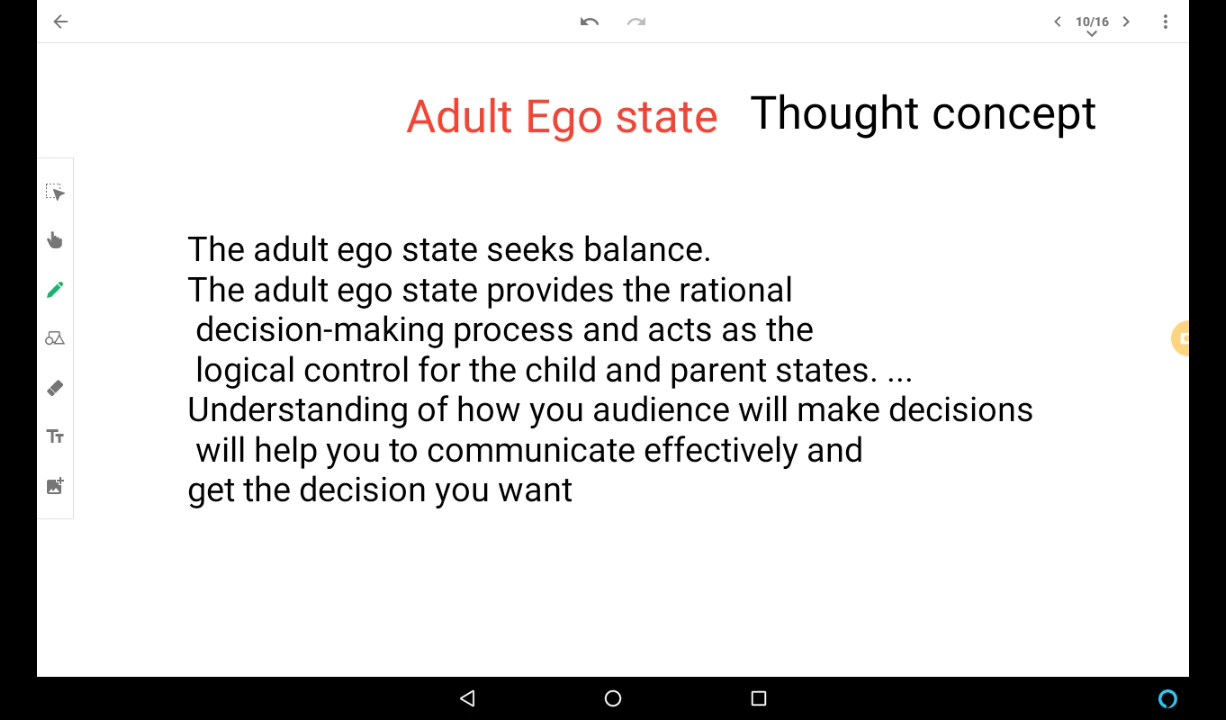 10/16
Adult Ego state Thought concept
The adult ego state seeks balance.
The adult ego state provides the rational
decision-making process and acts as the
logical control for the child and parent states. ...
Understanding of how you audience will make decisions
will help you to communicate effectively and
get the decision you want
Tт